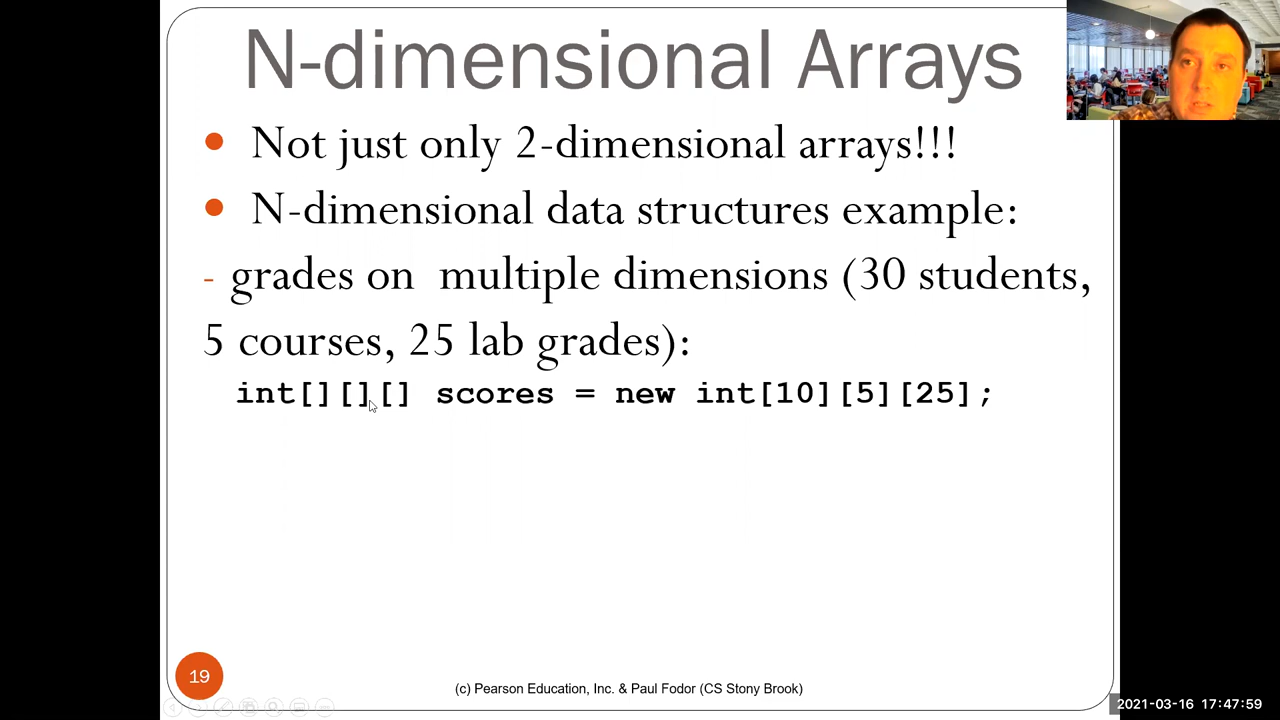 N-dimensional Arrays
• Not just only 2-dimensional arrays!!!
• N-dimensional data structures example:
- grades on multiple dimensions (30 students,
5 courses, 25 lab grades):
int[][][] scores = new int[10][5][25];
19
(c) Pearson Education, Inc. & Paul Fodor (CS Stony Brook)
2021-03-16 17:47:59